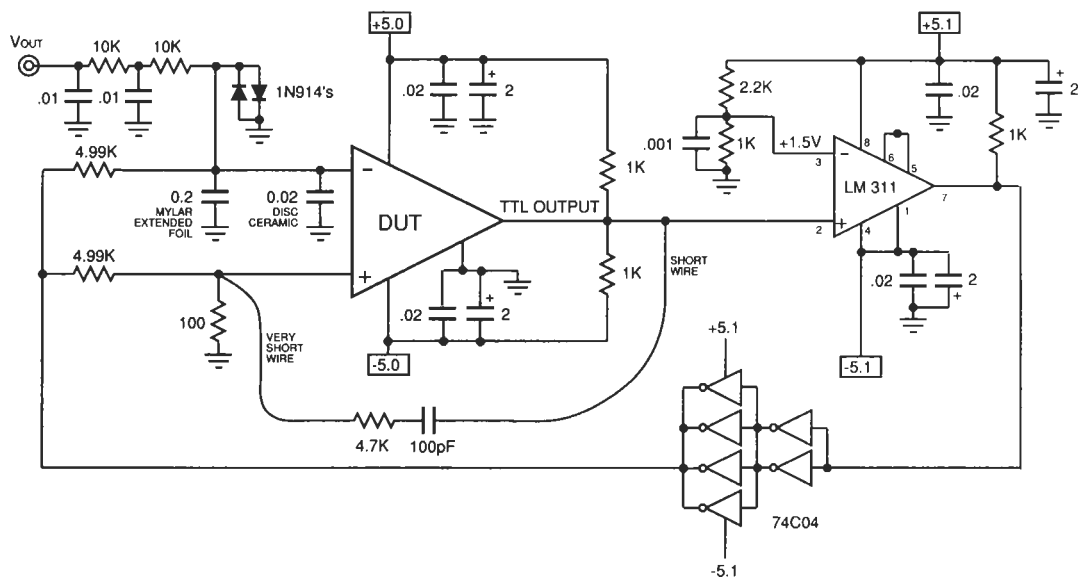 +5.0
+5.1
VOUT
10K
10K
.01
.01
1N914's
.02
+
2
2.2K
.02
+
2
.001
1K
+1.5V
1K
8
6
5
3
−
LM 311
7
4.99K
−
1K
0.2
MYLAR
EXTENDED
FOIL
0.02
DISC
CERAMIC
DUT
TTL OUTPUT
+
2
4
1
4.99K
+
SHORT
WIRE
1K
100
VERY
SHORT
WIRE
.02
+
2
.02
2
+
-5.0
-5.1
+5.1
4.7K
100pF
74C04
-5.1